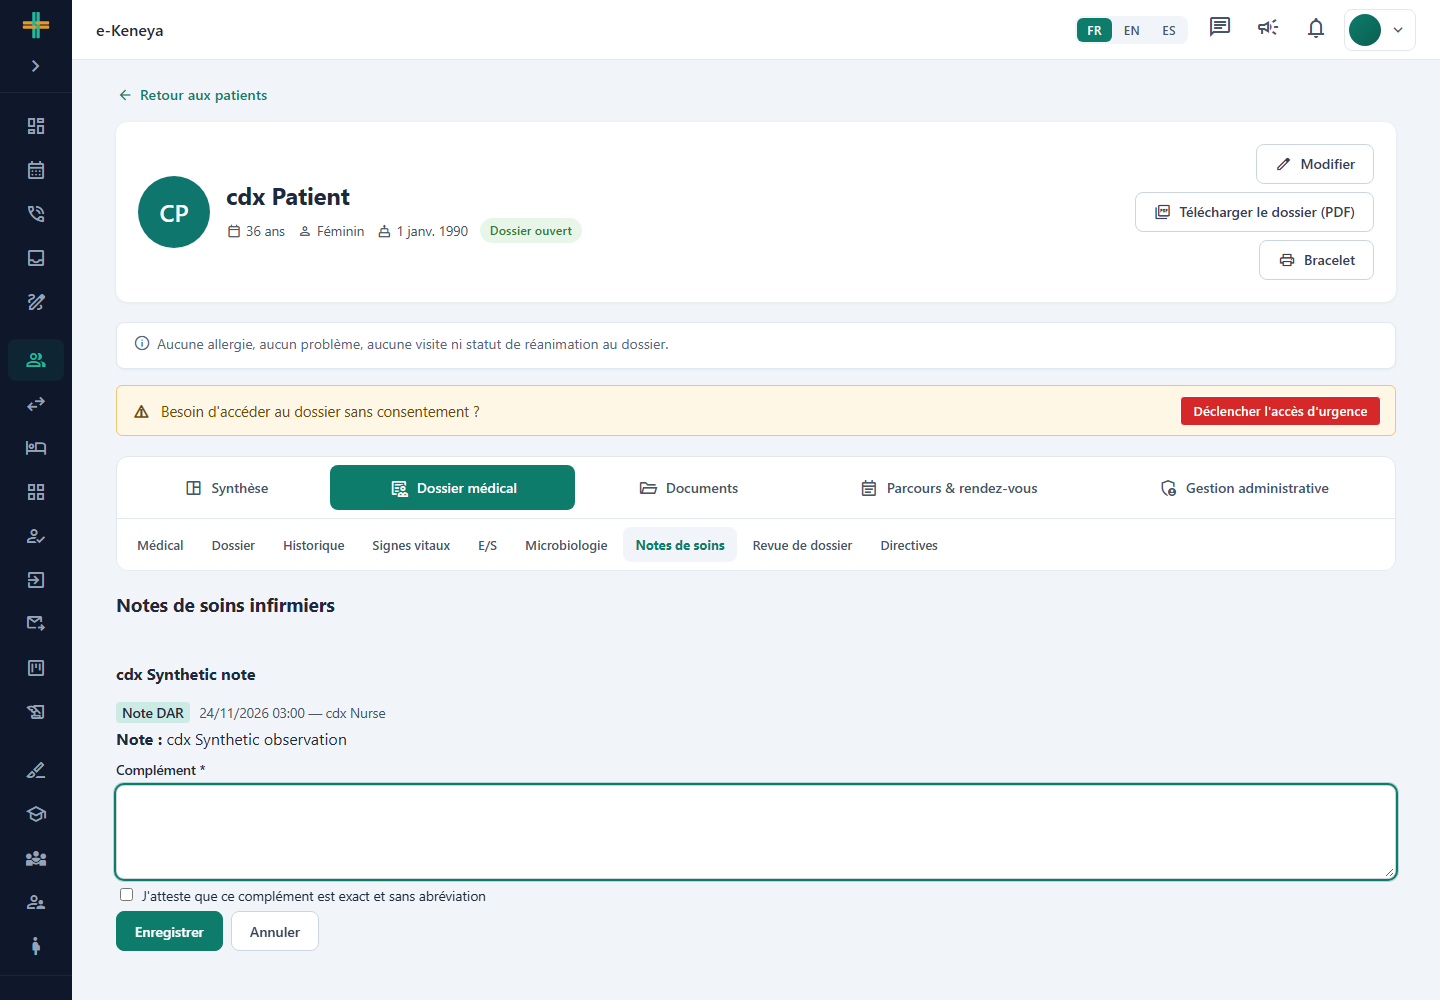 e-Keneya
FR EN ES
Retour aux patients
CP
cdx Patient
36 ans Féminin 1 janv. 1990 Dossier ouvert
Modifier
Télécharger le dossier (PDF)
Bracelet
Aucune allergie, aucun problème, aucune visite ni statut de réanimation au dossier.
Besoin d'accéder au dossier sans consentement ?
Déclencher l'accès d'urgence
Synthèse Dossier médical Documents Parcours & rendez-vous Gestion administrative
Médical Dossier Historique Signes vitaux E/S Microbiologie Notes de soins Revue de dossier Directives
Notes de soins infirmiers
cdx Synthetic note
Note DAR 24/11/2026 03:00 — cdx Nurse
Note : cdx Synthetic observation
Complément *
J'atteste que ce complément est exact et sans abréviation
Enregistrer Annuler